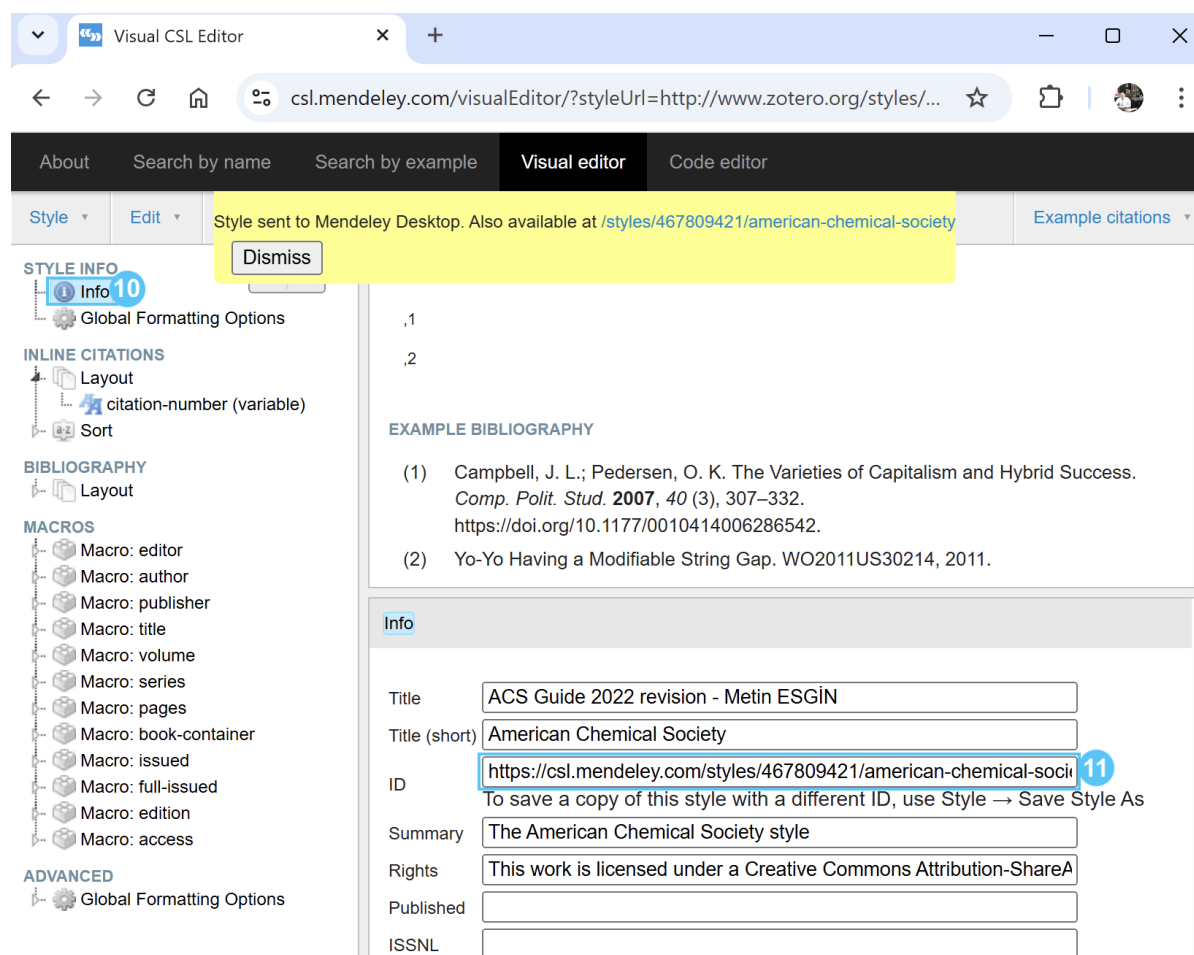 Visual CSL Editor
csl.mendeley.com/visualEditor/?styleUrl=http://www.zotero.org/styles/...
About Search by name Search by example Visual editor Code editor
Style Edit Style sent to Mendeley Desktop. Also available at /styles/467809421/american-chemical-society Example citations
Dismiss
STYLE INFO
Info 10
Global Formatting Options
INLINE CITATIONS
Layout
citation-number (variable)
Sort
BIBLIOGRAPHY
Layout
MACROS
Macro: editor
Macro: author
Macro: publisher
Macro: title
Macro: volume
Macro: series
Macro: pages
Macro: book-container
Macro: issued
Macro: full-issued
Macro: edition
Macro: access
ADVANCED
Global Formatting Options
,1
,2
EXAMPLE BIBLIOGRAPHY
(1) Campbell, J. L.; Pedersen, O. K. The Varieties of Capitalism and Hybrid Success.
Comp. Polit. Stud. 2007, 40 (3), 307–332.
https://doi.org/10.1177/0010414006286542.
(2) Yo-Yo Having a Modifiable String Gap. WO2011US30214, 2011.
Info
Title ACS Guide 2022 revision - Metin ESGİN
Title (short) American Chemical Society
ID https://csl.mendeley.com/styles/467809421/american-chemical-socie 11
To save a copy of this style with a different ID, use Style → Save Style As
Summary The American Chemical Society style
Rights This work is licensed under a Creative Commons Attribution-ShareA
Published
ISSNL